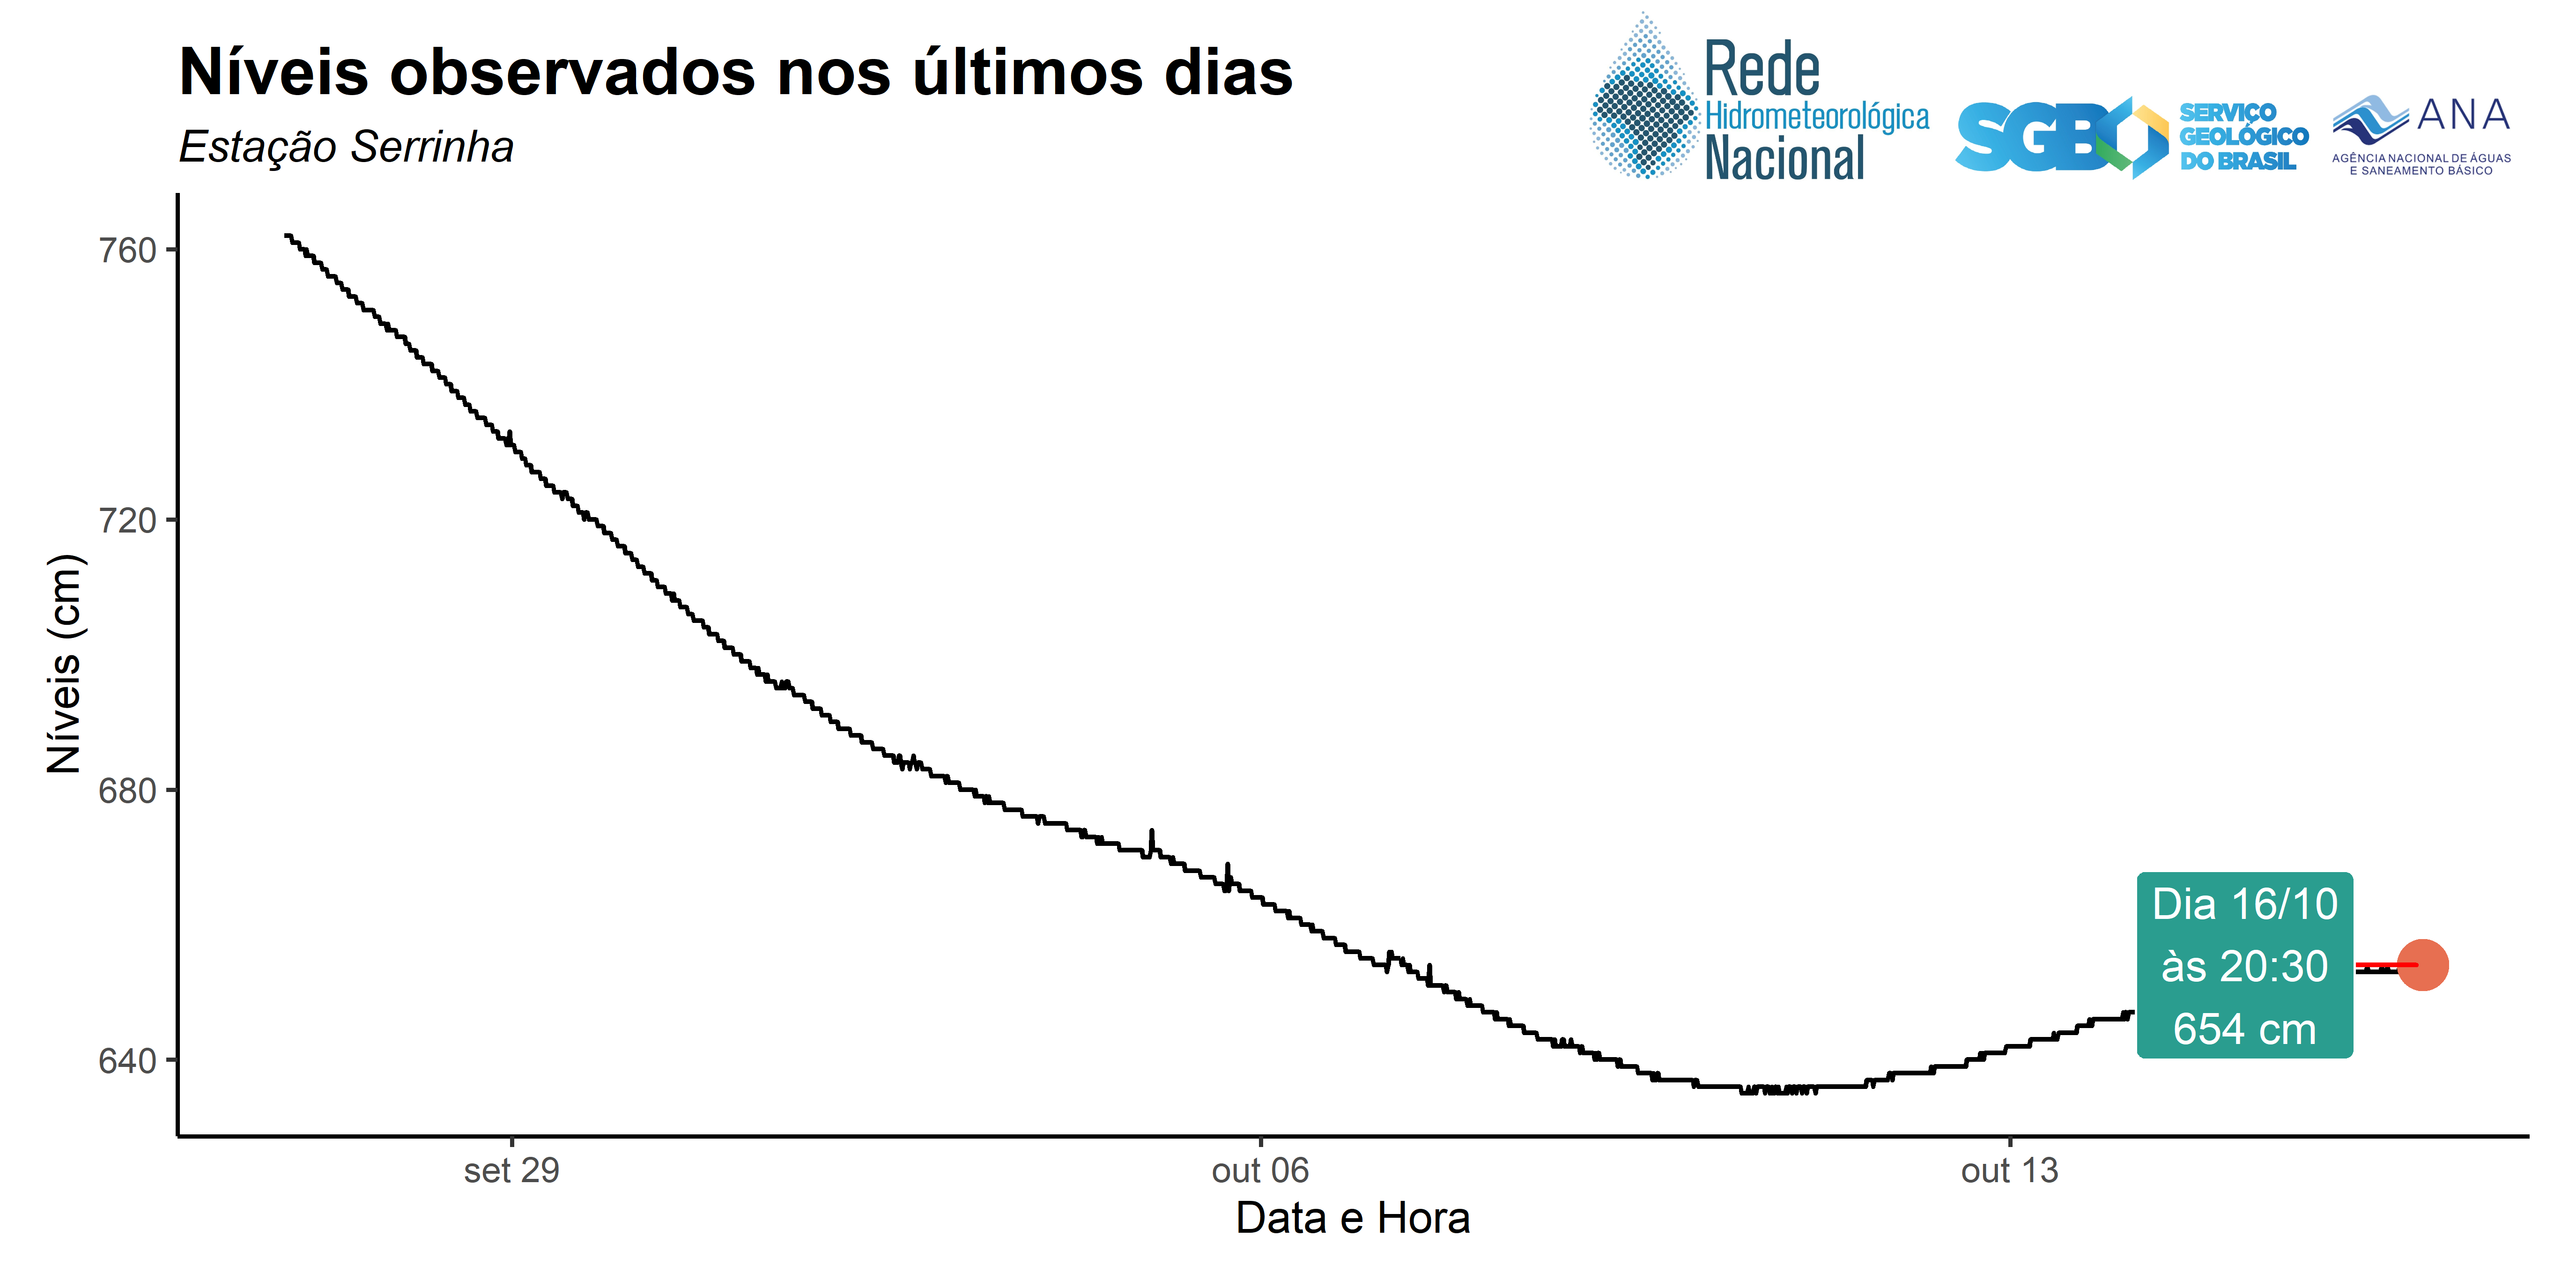 Níveis observados nos últimos dias
Estação Serrinha
Rede
Hidrometeorológica
Nacional
SGB
SERVIÇO
GEOLÓGICO
DO BRASIL
ANA
AGÊNCIA NACIONAL DE ÁGUAS
E SANEAMENTO BÁSICO
Níveis (cm)
760
720
680
640
Dia 16/10
às 20:30
654 cm
set 29
out 06
out 13
Data e Hora